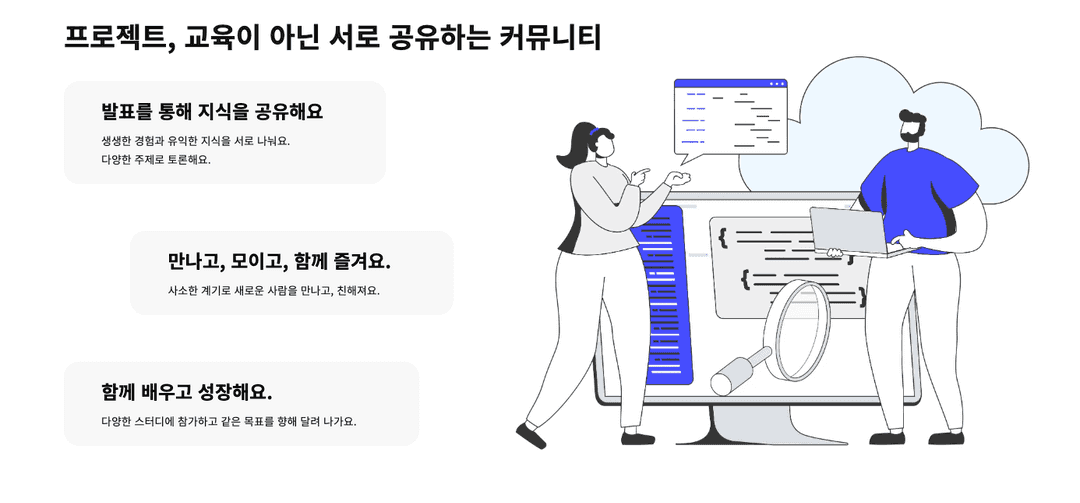 프로젝트, 교육이 아닌 서로 공유하는 커뮤니티
발표를 통해 지식을 공유해요
생생한 경험과 유익한 지식을 서로 나눠요.
다양한 주제로 토론해요.
만나고, 모이고, 함께 즐겨요.
사소한 계기로 새로운 사람을 만나고, 친해져요.
함께 배우고 성장해요.
다양한 스터디에 참가하고 같은 목표를 향해 달려 나가요.